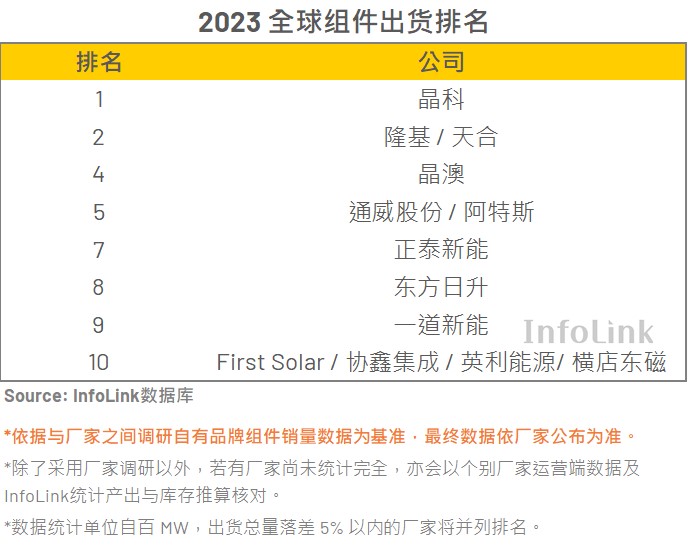 2023 全球组件出货排名
排名 公司
1 晶科
2 隆基 / 天合
4 晶澳
5 通威股份 / 阿特斯
7 正泰新能
8 东方日升
9 一道新能
InfoLink
10 First Solar / 协鑫集成 / 英利能源/ 横店东磁
Source: InfoLink数据库
*依据与厂家之间调研自有品牌组件销量数据为基准，最终数据依厂家公布为准。
*除了采用厂家调研以外，若有厂家尚未统计完全，亦会以个别厂家运营端数据及
InfoLink统计产出与库存推算核对。
*数据统计单位自百 MW，出货总量落差 5% 以内的厂家将并列排名。